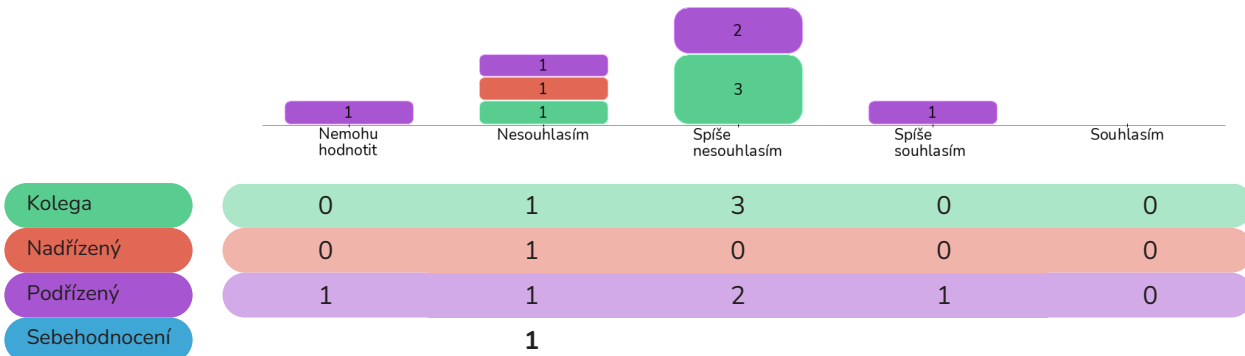 2
1
1
3
1
1
1
1
Nemohu
hodnotit
Nesouhlasím
Spíše
nesouhlasím
Spíše
souhlasím
Souhlasím
Kolega 0 1 3 0 0
Nadřízený 0 1 0 0 0
Podřízený 1 1 2 1 0
Sebehodnocení 1